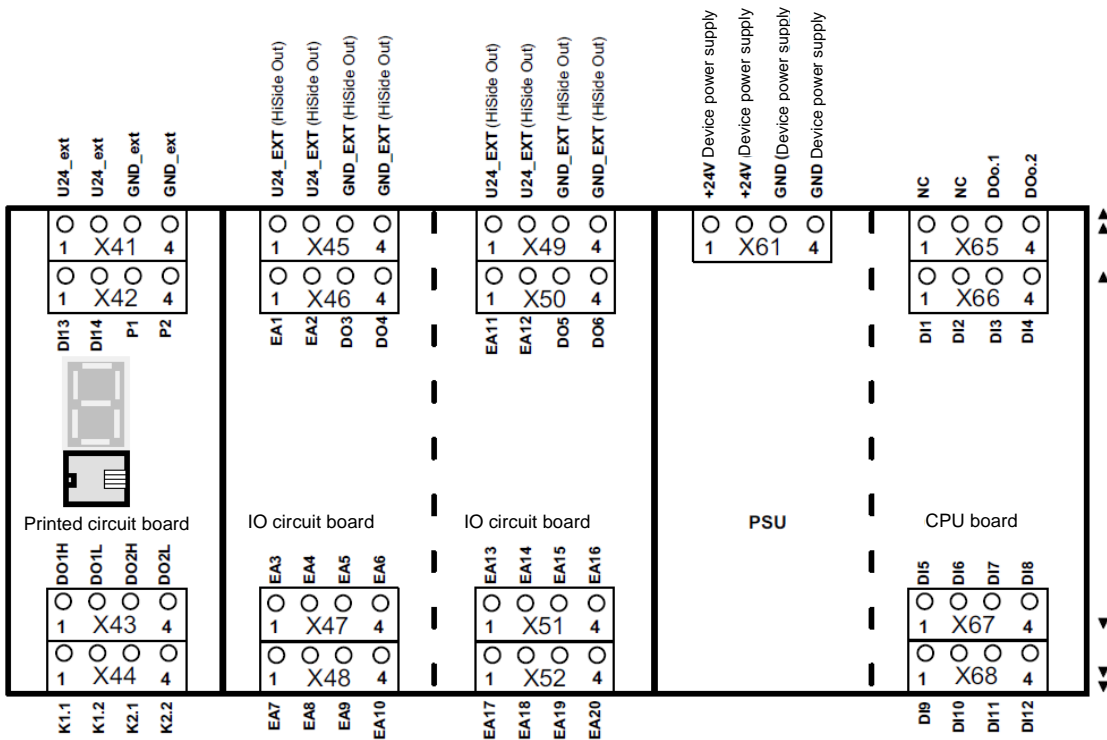 U24_ext
U24_ext
GND_ext
GND_ext
U24_EXT (HiSide Out)
U24_EXT (HiSide Out)
GND_EXT (HiSide Out)
GND_EXT (HiSide Out)
U24_EXT (HiSide Out)
U24_EXT (HiSide Out)
GND_EXT (HiSide Out)
GND_EXT (HiSide Out)
+24V Device power supply
+24V (Device power supply
GND (Device power supply
GND Device power supply
NC
NC
DOo.1
DOo.2
1 X41 4
1 X45 4
1 X49 4
1 X61 4
1 X65 4
1 X42 4
1 X46 4
1 X50 4
1 X66 4
DI13
DI14
P1
P2
EA1
EA2
DO3
DO4
EA11
EA12
DO5
DO6
DI1
DI2
DI3
DI4
Printed circuit board
IO circuit board
IO circuit board
PSU
CPU board
DO1H
DO1L
DO2H
DO2L
EA3
EA4
EA5
EA6
EA13
EA14
EA15
EA16
DI5
DI6
DI7
DI8
1 X43 4
1 X47 4
1 X51 4
1 X67 4
1 X44 4
1 X48 4
1 X52 4
1 X68 4
K1.1
K1.2
K2.1
K2.2
EA7
EA8
EA9
EA10
EA17
EA18
EA19
EA20
DI9
DI10
DI11
DI12